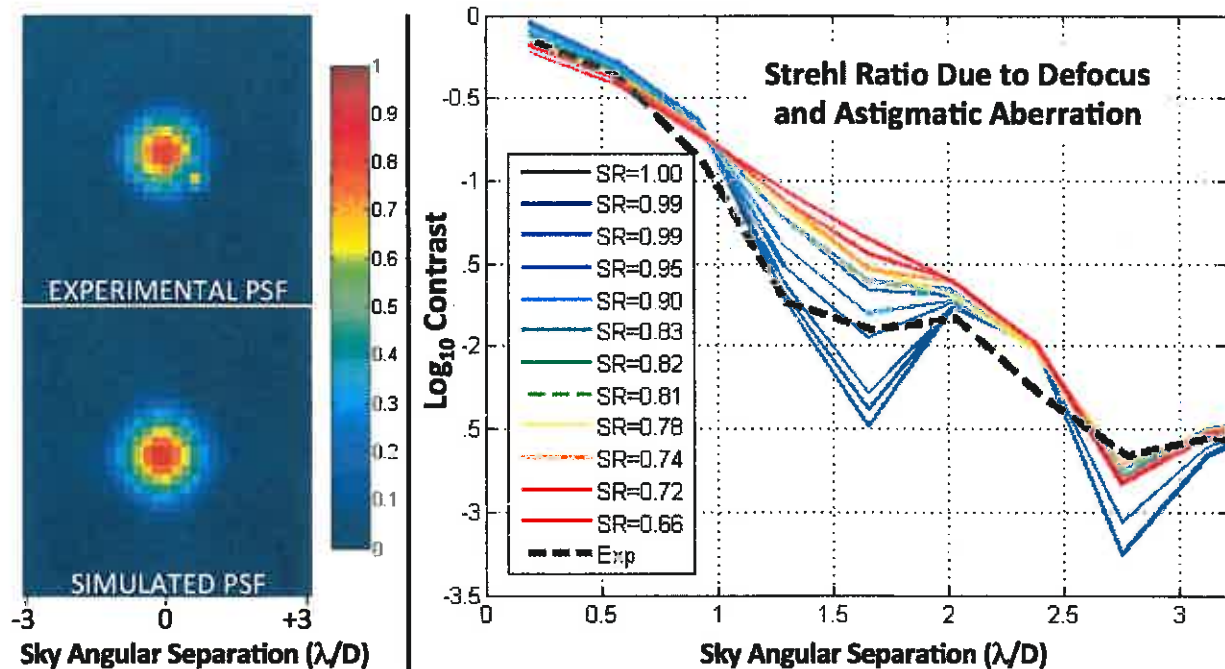 EXPERIMENTAL PSF
SIMULATED PSF
-3 0 +3
Sky Angular Separation (λ/D)
1
0.9
0.8
0.7
0.6
0.5
0.4
0.3
0.2
0.1
0
Strehl Ratio Due to Defocus
and Astigmatic Aberration
Log10 Contrast
0
-0.5
-1
.5
-2
.5
-3
-3.5
SR=1.00
SR=0.99
SR=0.99
SR=0.95
SR=0.90
SR=0.83
SR=0.82
SR=0.81
SR=0.78
SR=0.74
SR=0.72
SR=0.66
Exp
0 0.5 1 1.5 2 2.5 3
Sky Angular Separation (λ/D)